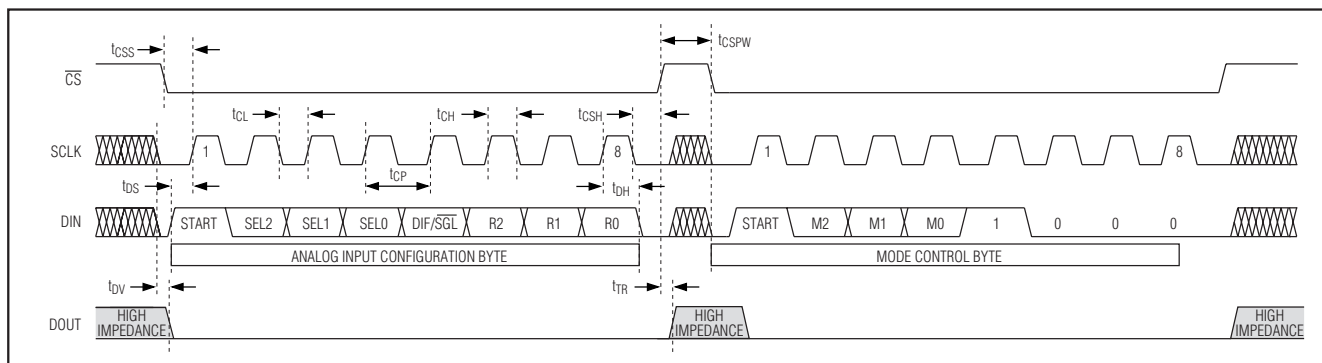 tCSS
tCSPW
CS
tCL
tCH
tCSH
SCLK
1
8
1
8
tCP
tDS
tDH
DIN
START SEL2 SEL1 SEL0 DIF/SGL R2 R1 R0
START M2 M1 M0 1 0 0 0
ANALOG INPUT CONFIGURATION BYTE
MODE CONTROL BYTE
tDV
tTR
DOUT
HIGH
IMPEDANCE
HIGH
IMPEDANCE
HIGH
IMPEDANCE